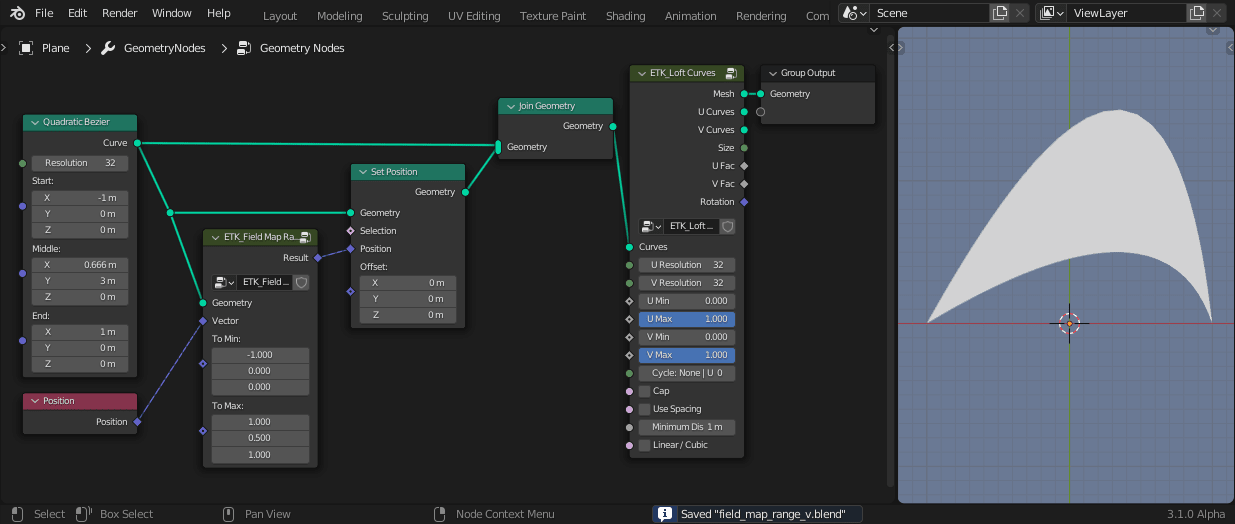 File Edit Render Window Help Layout Modeling Sculpting UV Editing Texture Paint Shading Animation Rendering Com Scene ViewLayer
Plane GeometryNodes Geometry Nodes
Quadratic Bezier
Curve
Resolution 32
Start:
X -1 m
Y 0 m
Z 0 m
Middle:
X 0.666 m
Y 3 m
Z 0 m
End:
X 1 m
Y 0 m
Z 0 m
Position
Position
ETK_Field Map Ra...
Result
ETK_Field ...
Geometry
Vector
To Min:
-1.000
0.000
0.000
To Max:
1.000
0.500
1.000
Set Position
Geometry
Geometry
Selection
Position
Offset:
X 0 m
Y 0 m
Z 0 m
Join Geometry
Geometry
Geometry
ETK_Loft Curves
Mesh
U Curves
V Curves
Size
U Fac
V Fac
Rotation
ETK_Loft ...
Curves
U Resolution 32
V Resolution 32
U Min 0.000
U Max 1.000
V Min 0.000
V Max 1.000
Cycle: None | U 0
Cap
Use Spacing
Minimum Dis 1 m
Linear / Cubic
Group Output
Geometry
Select Box Select Pan View Node Context Menu Saved "field_map_range_v.blend" 3.1.0 Alpha